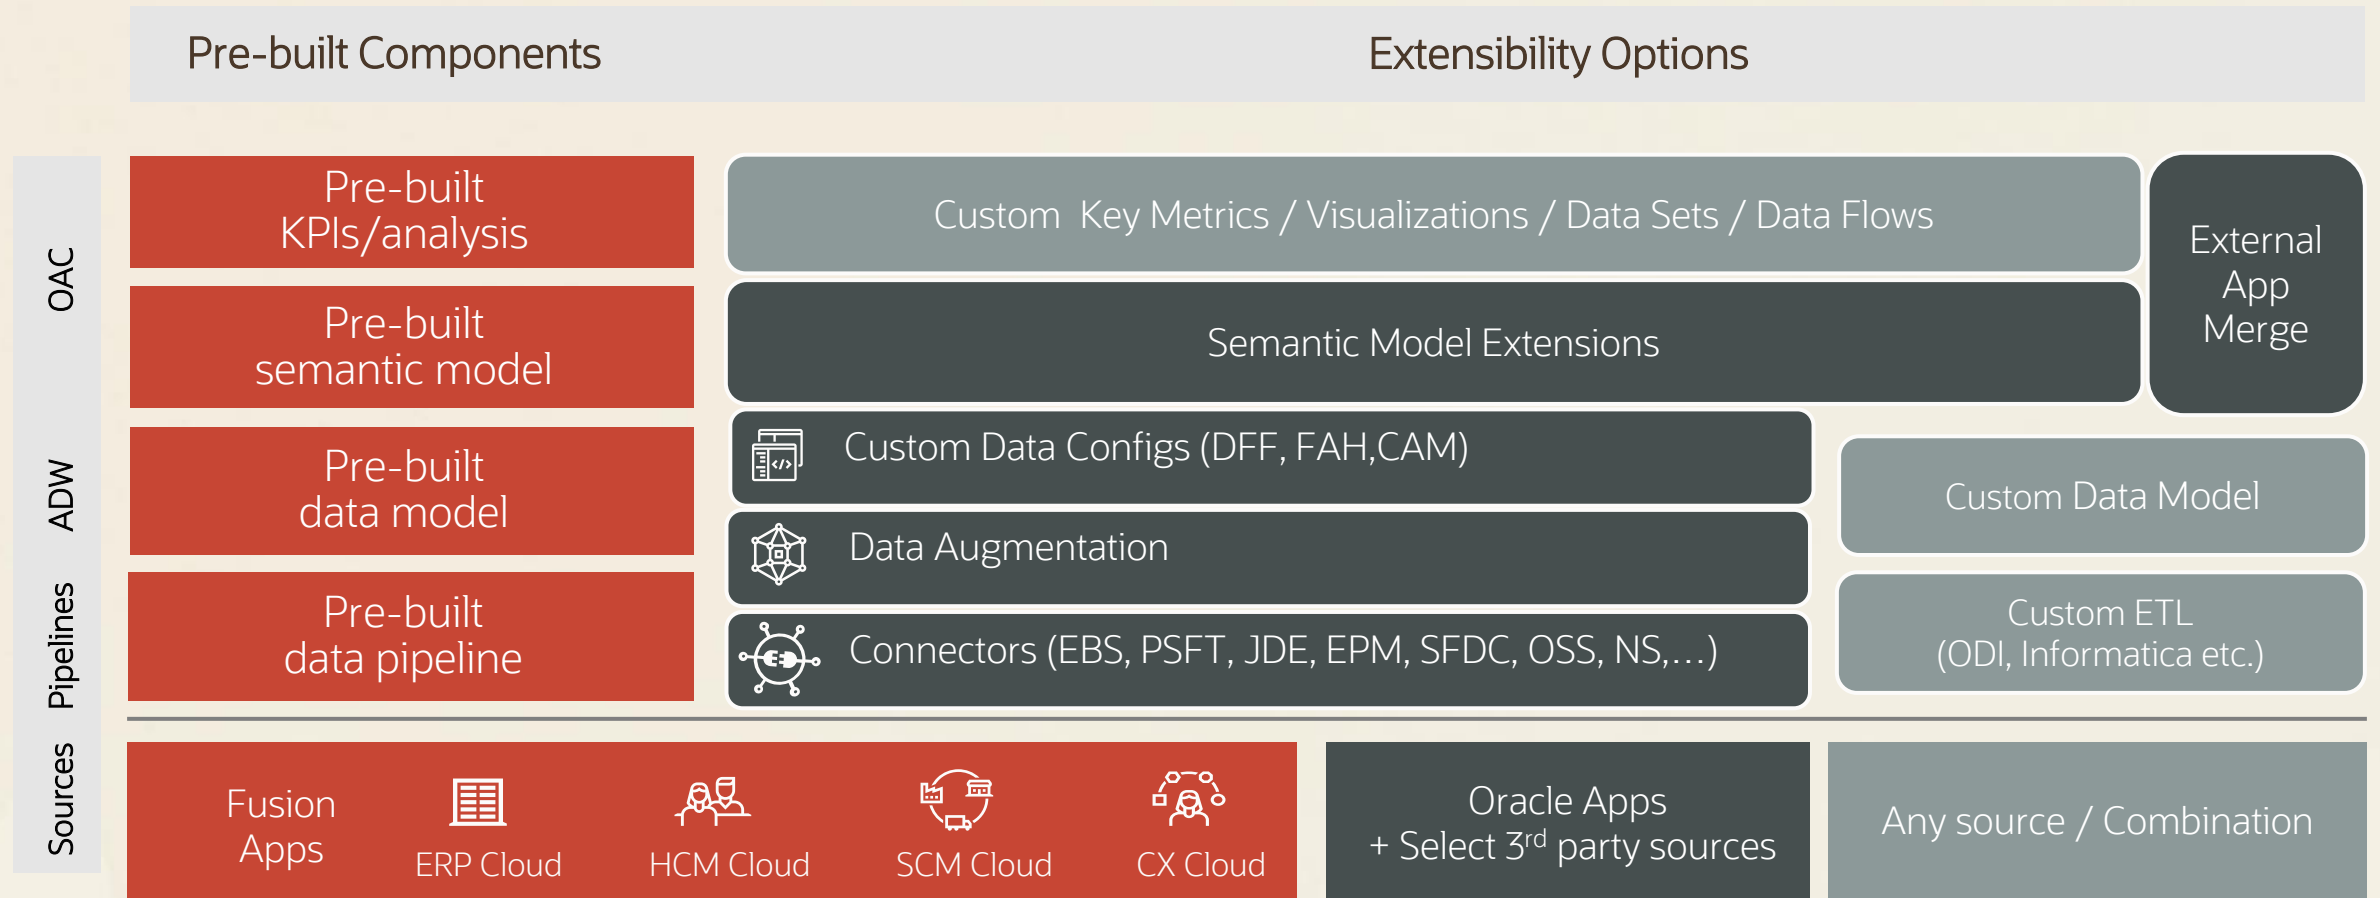 Pre-built Components
Extensibility Options
OAC
Pre-built
KPIs/analysis
Custom  Key Metrics / Visualizations / Data Sets / Data Flows
External
App
Merge
Pre-built
semantic model
Semantic Model Extensions
ADW
Pre-built
data model
Custom Data Configs (DFF, FAH,CAM)
Data Augmentation
Custom Data Model
Pipelines
Pre-built
data pipeline
Connectors (EBS, PSFT, JDE, EPM, SFDC, OSS, NS,...)
Custom ETL
(ODI, Informatica etc.)
Sources
Fusion
Apps
ERP Cloud
HCM Cloud
SCM Cloud
CX Cloud
Oracle Apps
+ Select 3rd party sources
Any source / Combination